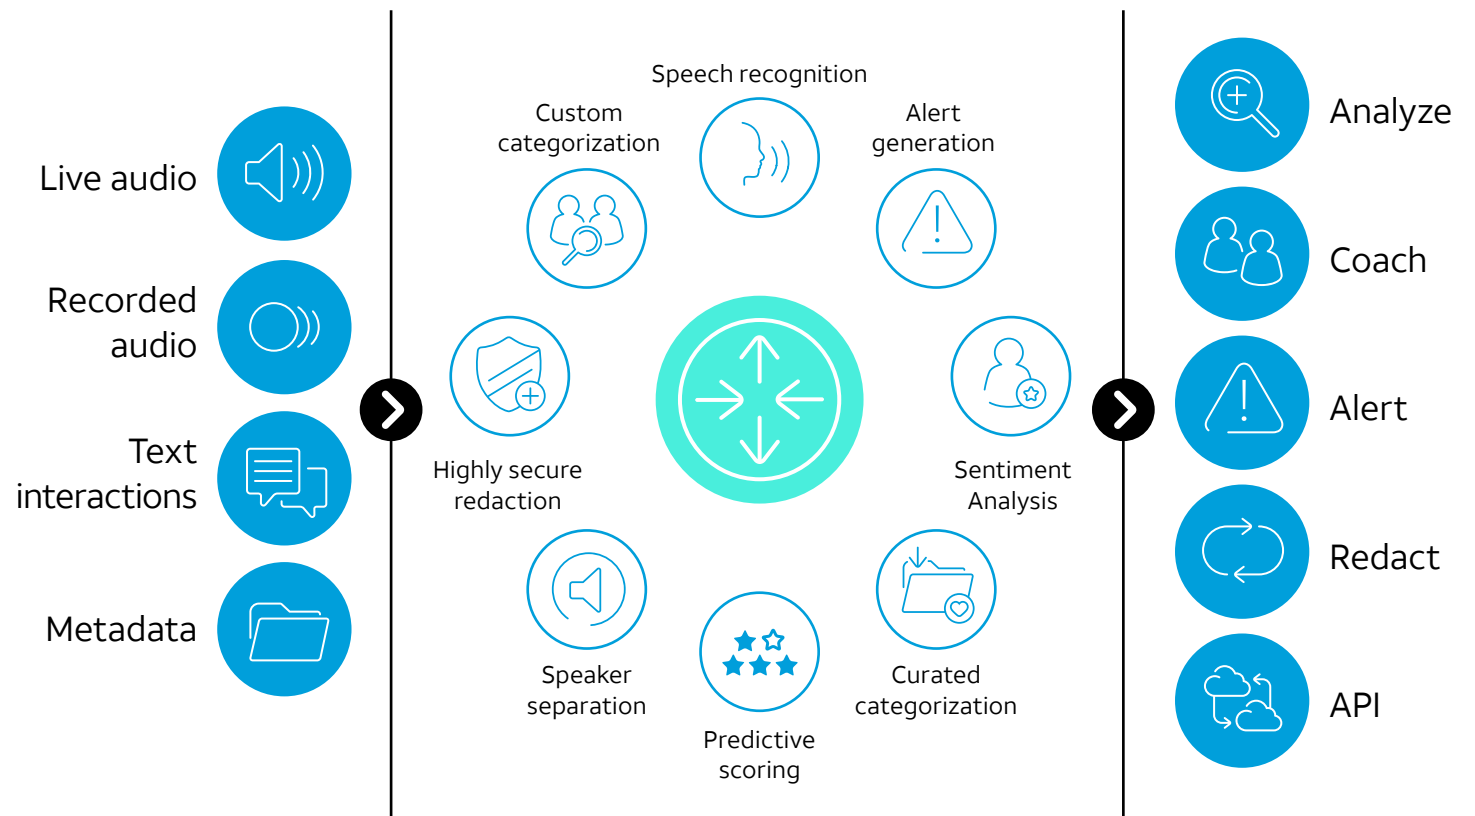 Live audio
Recorded
audio
Text
interactions
Metadata
Speech recognition
Custom
categorization
Alert
generation
Highly secure
redaction
Sentiment
Analysis
Speaker
separation
Predictive
scoring
Curated
categorization
Analyze
Coach
Alert
Redact
API